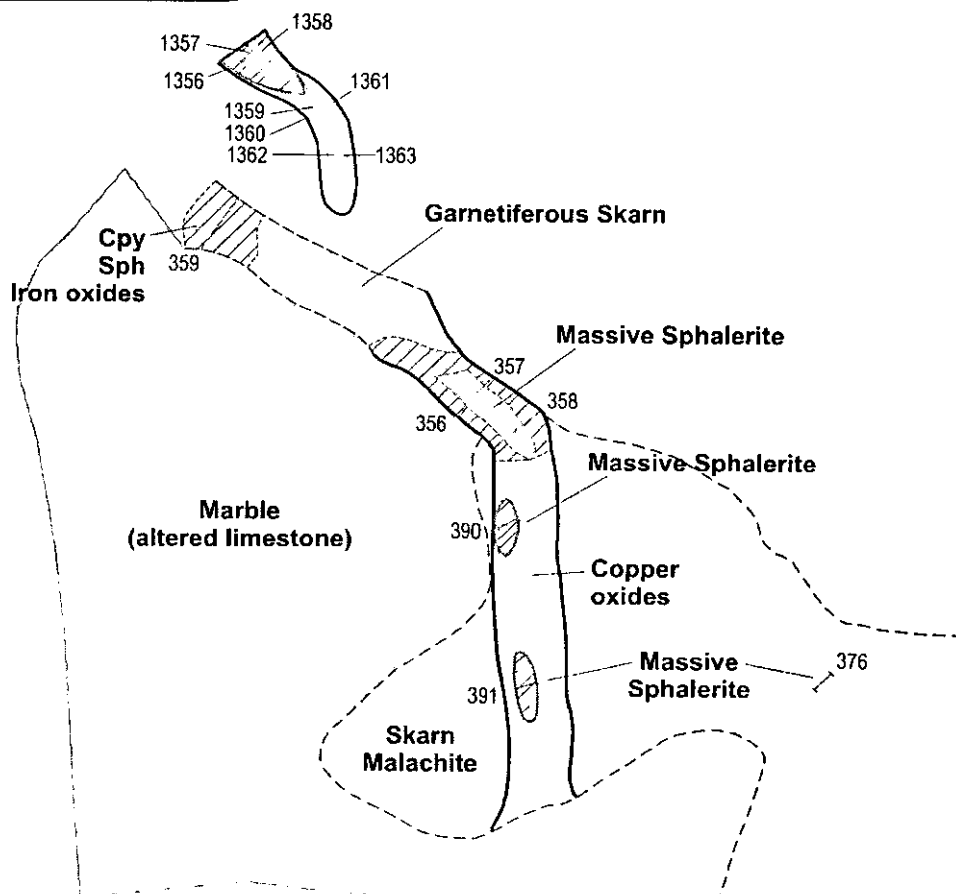 1358
1357
1356
1361
1359
1360
1362
1363
Garnetiferous Skarn
Cpy
Sph
Iron oxides
359
Massive Sphalerite
357
358
356
Massive Sphalerite
Marble
(altered limestone)
390
Copper
oxides
Massive
Sphalerite
376
391
Skarn
Malachite